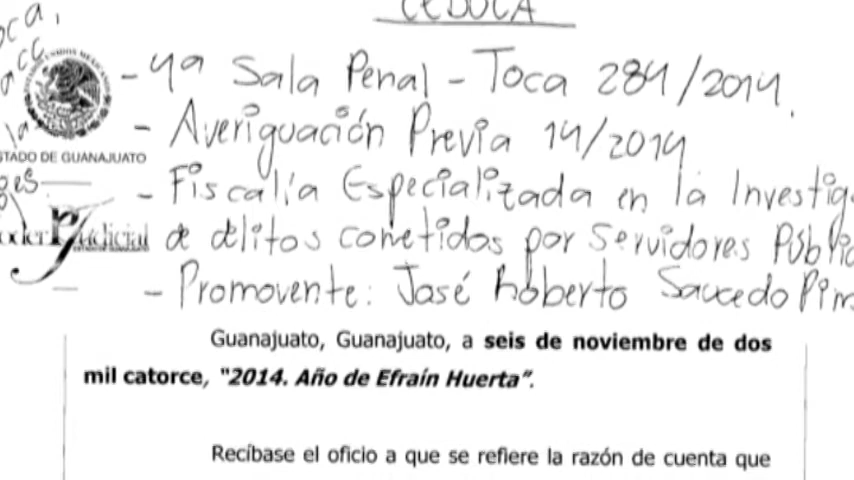 CEDOCA
- 4ª Sala Penal - Toca 284/2014.
- Averiguación Previa 14/2014
ESTADO DE GUANAJUATO
- Fiscalía Especializada en la Investig
Poder Judicial
de delitos cometidos por Servidores Públic
- Promovente: José Roberto Saucedo Pim
Guanajuato, Guanajuato, a seis de noviembre de dos
mil catorce, "2014. Año de Efraín Huerta".
Recíbase el oficio a que se refiere la razón de cuenta que